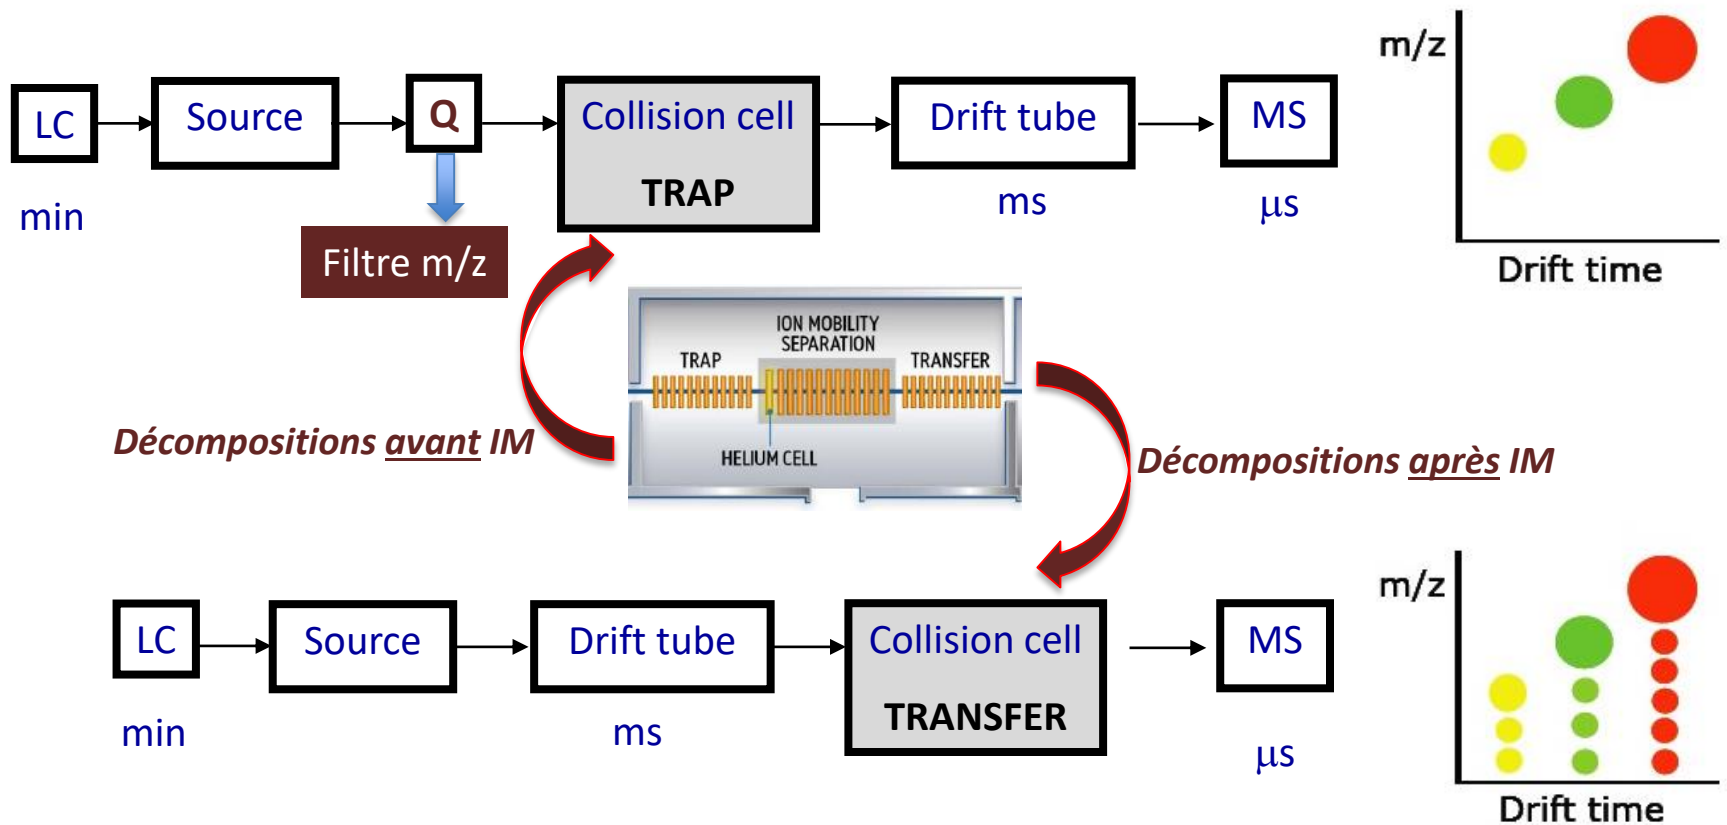 LC
Source
Q
Collision cell
TRAP
Drift tube
MS
min
ms
μs
Filtre m/z
m/z
Drift time
ION MOBILITY
SEPARATION
TRAP
TRANSFER
HELIUM CELL
Décompositions avant IM
Décompositions après IM
LC
Source
Drift tube
Collision cell
TRANSFER
MS
min
ms
μs
m/z
Drift time